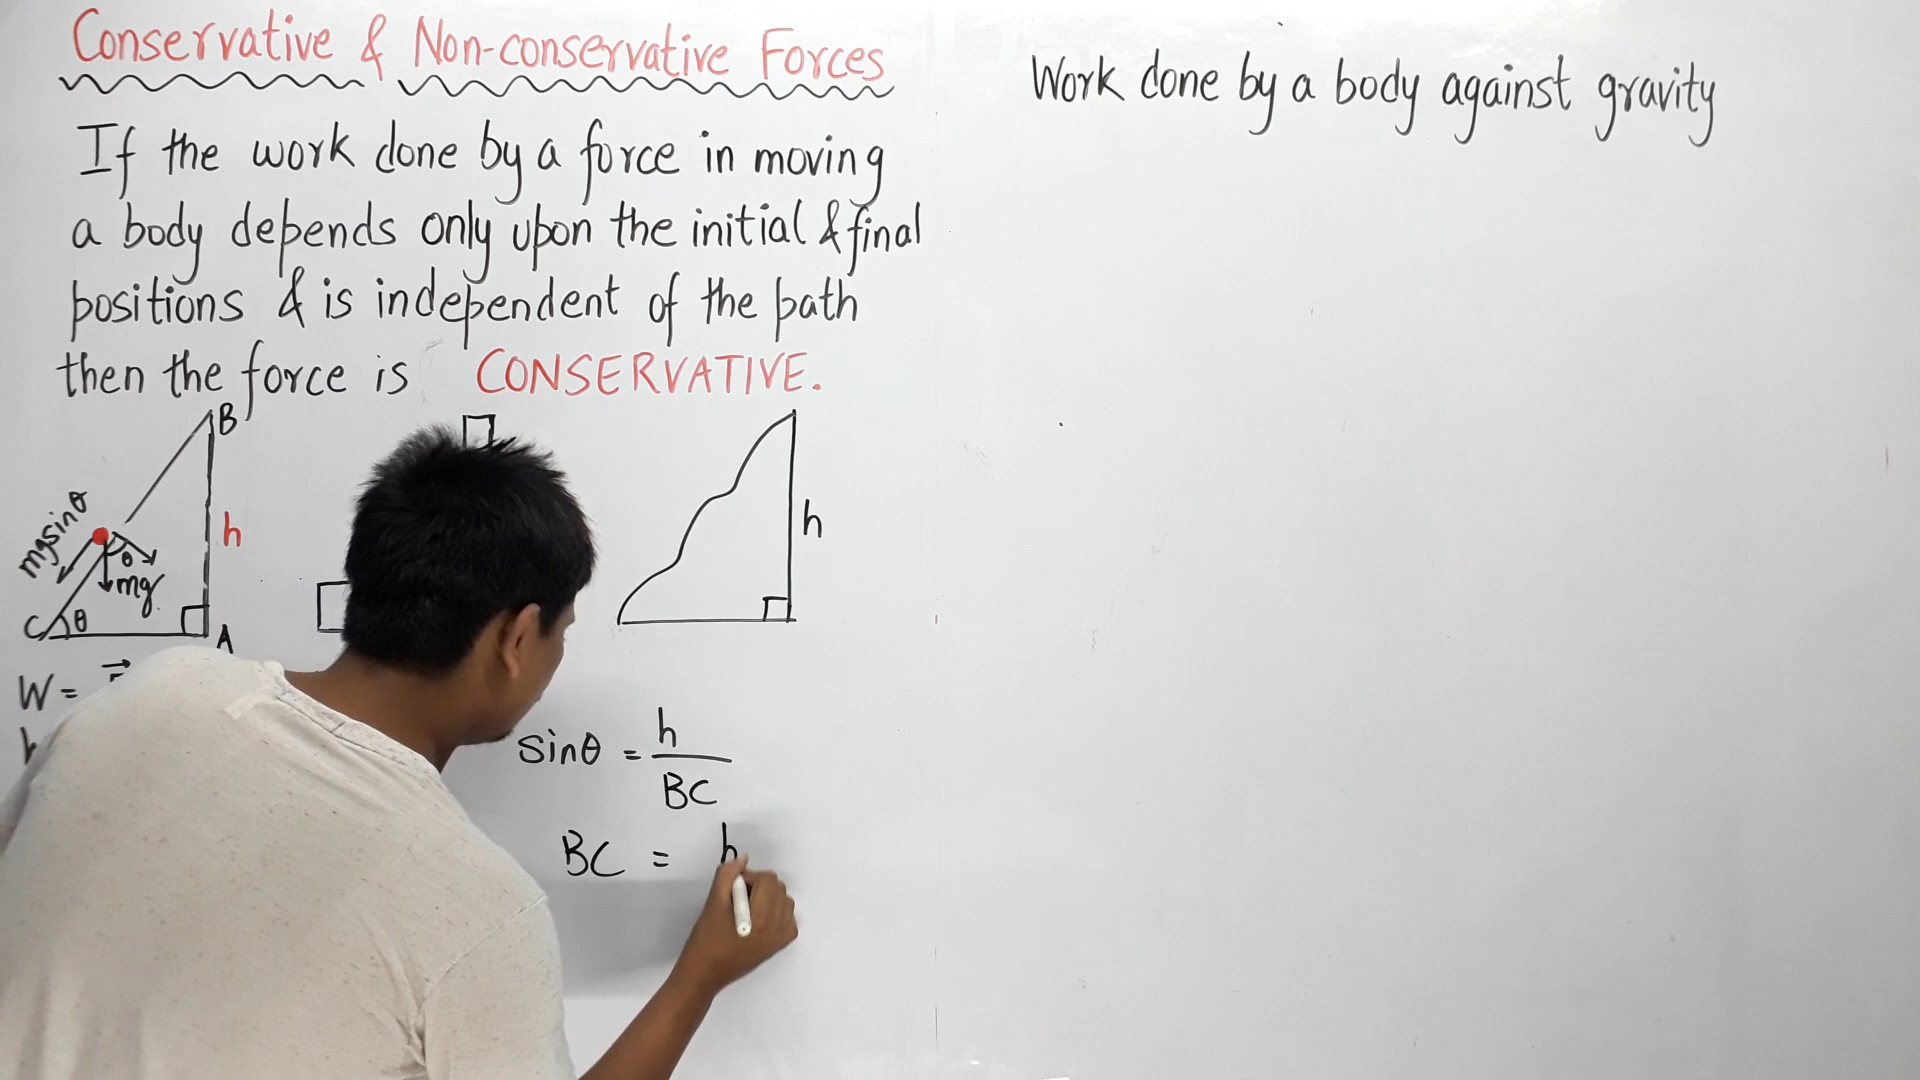 Conservative & Non-conservative Forces
If the work done by a force in moving
a body depends only upon the initial & final
positions & is independent of the path
then the force is CONSERVATIVE.
B
h
mgsinθ
θ
mg
C θ
A
h
W =
sinθ = h
BC
BC = h
Work done by a body against gravity